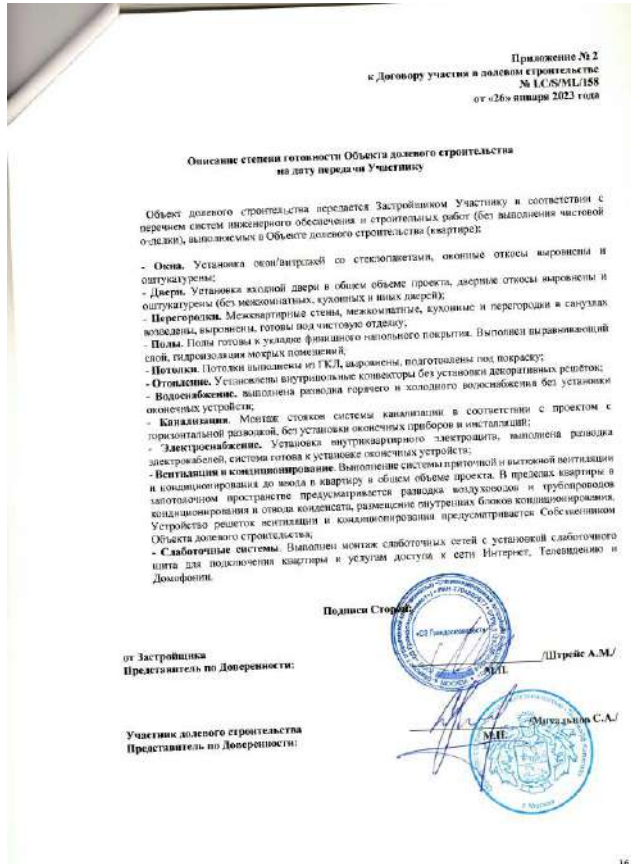 Приложение № 2
к Договору участия в долевом строительстве
№ LC/S/ML/158
от «26» января 2023 года
Описание степени готовности Объекта долевого строительства
на дату передачи Участнику
Объект долевого строительства передается Застройщиком Участнику в соответствии с
перечнем систем инженерного обеспечения и строительных работ (без выполнения чистовой
отделки), выполняемых в Объекте долевого строительства (квартире):
- Окна. Установка окон/витражей со стеклопакетами, оконные откосы выровнены и
оштукатурены;
- Двери. Установка входной двери в общем объеме проекта, дверные откосы выровнены и
оштукатурены (без межкомнатных, кухонных и иных дверей);
- Перегородки. Межквартирные стены, межкомнатные, кухонные и перегородки в санузлах
возведены, выровнены, готовы под чистовую отделку;
- Полы. Полы готовы к укладке финишного напольного покрытия. Выполнен выравнивающий
слой, гидроизоляция мокрых помещений;
- Потолки. Потолки выполнены из ГКЛ, выровнены, подготовлены под покраску;
- Отопление. Установлены внутрипольные конвекторы без установки декоративных решёток;
- Водоснабжение. выполнена разводка горячего и холодного водоснабжения без установки
оконечных устройств;
- Канализация. Монтаж стояков системы канализации в соответствии с проектом с
горизонтальной разводкой, без установки оконечных приборов и инсталляций;
- Электроснабжение. Установка внутриквартирного электрощита, выполнена разводка
электрокабелей, система готова к установке оконечных устройств;
- Вентиляция и кондиционирование. Выполнение системы приточной и вытяжной вентиляции
и кондиционирования до ввода в квартиру в общем объеме проекта. В пределах квартиры в
запотолочном пространстве предусматривается разводка воздуховодов и трубопроводов
кондиционирования и отвода конденсата, размещение внутренних блоков кондиционирования.
Устройство решеток вентиляции и кондиционирования предусматривается Собственником
Объекта долевого строительства;
- Слаботочные системы. Выполнен монтаж слаботочных сетей с установкой слаботочного
щита для подключения квартиры к услугам доступа к сети Интернет, Телевидению и
Домофонии.
Подписи Сторон:
от Застройщика
Представитель по Доверенности:
/Штрейс А.М./
М.П.
Участник долевого строительства
Представитель по Доверенности:
С.А./
М.П.
г. Москва
16